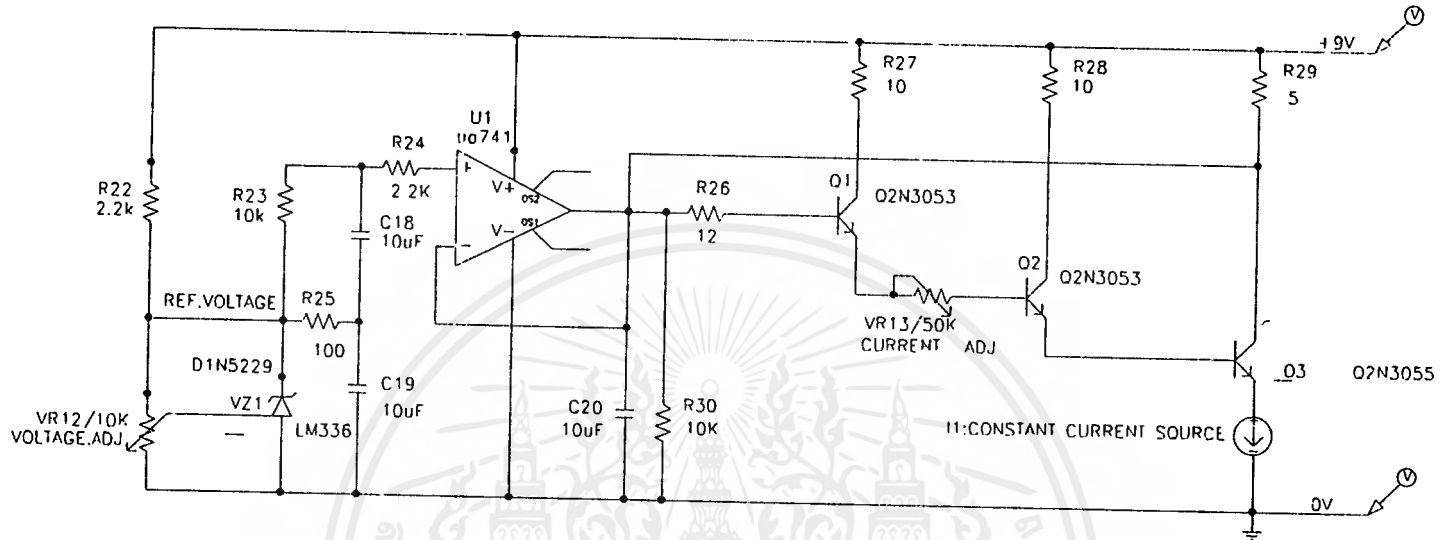 V
+9V
R27
10
R28
10
R29
5
U1
ua741
R24
2.2K
+
V+
OS2
OS1
V-
-
R22
2.2k
R23
10k
C18
10uF
R26
12
Q1
Q2N3053
Q2
Q2N3053
REF.VOLTAGE
R25
100
VR13/50K
CURRENT ADJ
D1N5229
VZ1
LM336
C19
10uF
VR12/10K
VOLTAGE.ADJ
C20
10uF
R30
10K
Q3
Q2N3055
I1:CONSTANT CURRENT SOURCE
0V
V